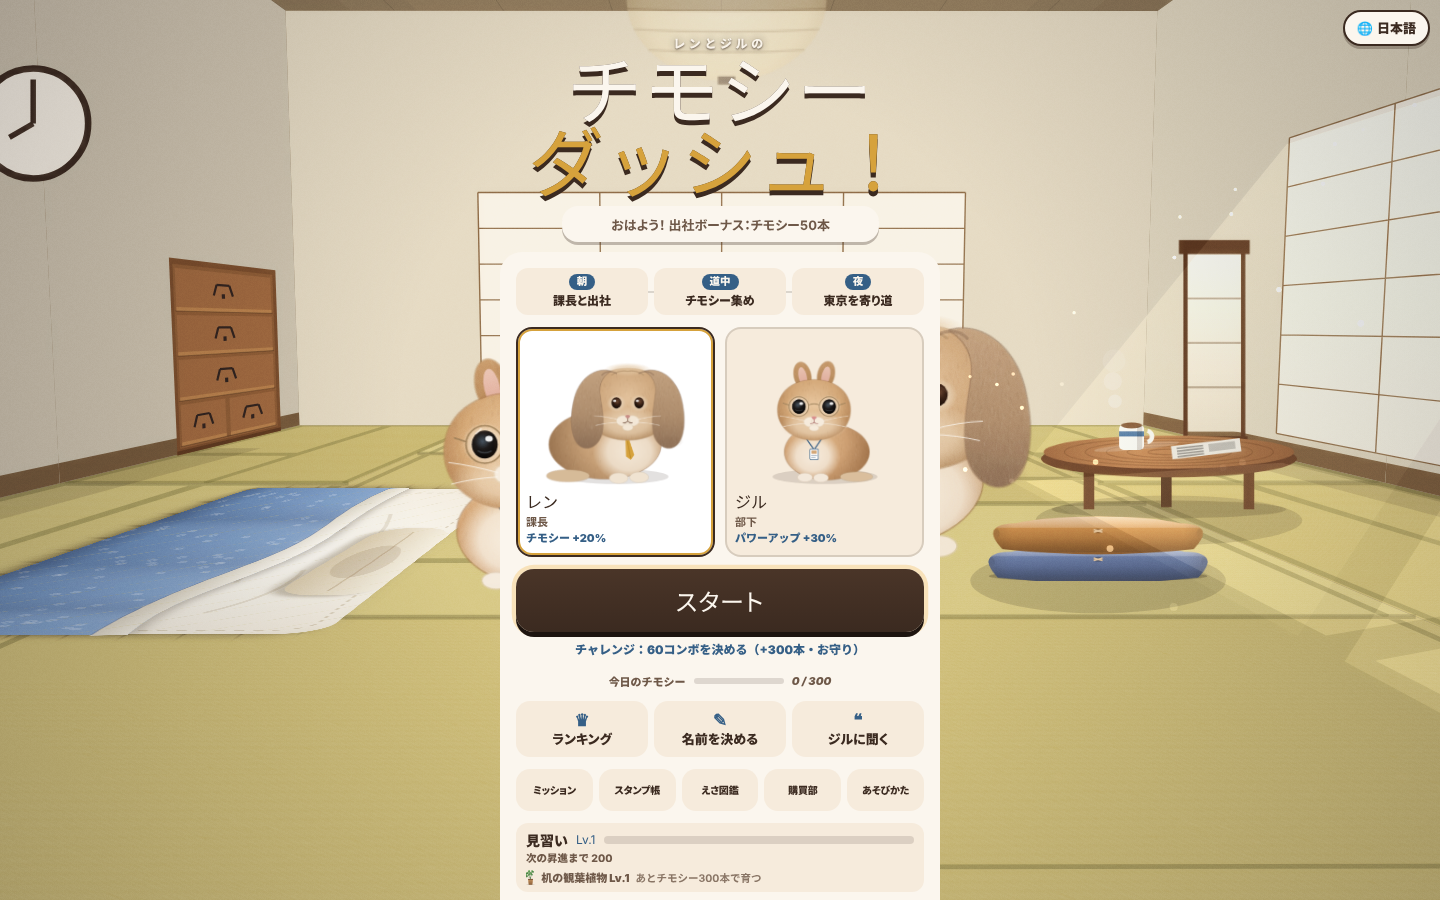 🌐 日本語
レンとジルの
チモシー
ダッシュ！
おはよう！出社ボーナス：チモシー50本
朝
課長と出社
道中
チモシー集め
夜
東京を寄り道
レン
課長
チモシー +20%
ジル
部下
パワーアップ +30%
スタート
チャレンジ：60コンボを決める（+300本・お守り）
今日のチモシー 0 / 300
ランキング
名前を決める
ジルに聞く
ミッション
スタンプ帳
えさ図鑑
購買部
あそびかた
見習い Lv.1
次の昇進まで 200
机の観葉植物 Lv.1 あとチモシー300本で育つ